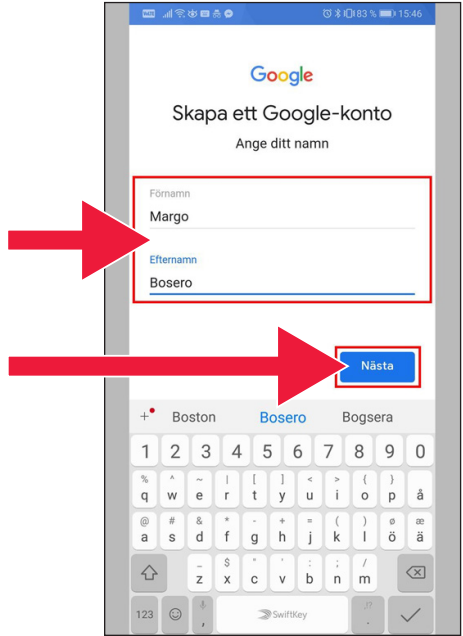 83 % 15:46
Google
Skapa ett Google-konto
Ange ditt namn
Förnamn
Margo
Efternamn
Bosero
Nästa
+ Boston Bosero Bogsera
1 2 3 4 5 6 7 8 9 0
% ^ ~ | [ ] < > { }
q w e r t y u i o p å
@ # & * - + = ( ) ø æ
a s d f g h j k l ö ä
_ $ " ' : ; /
z x c v b n m
123 , SwiftKey !? .